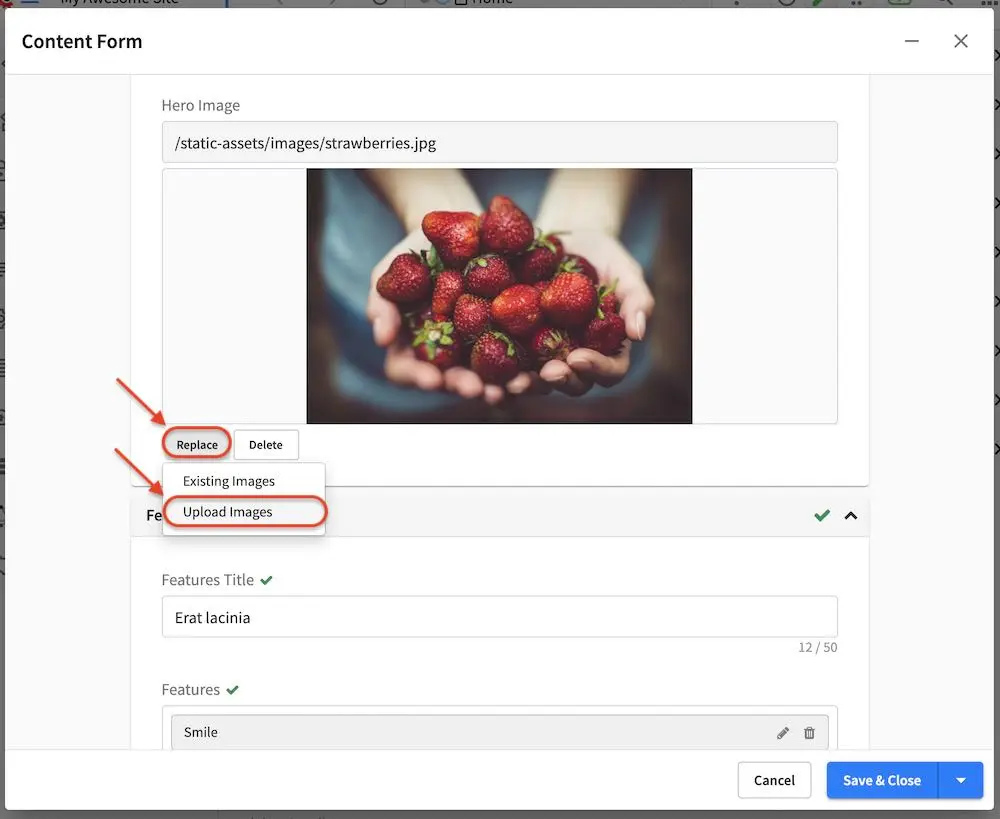 My Awesome Site
Home
Content Form
Hero Image
/static-assets/images/strawberries.jpg
Replace
Delete
Existing Images
Upload Images
Fe
Features Title
Erat lacinia
12 / 50
Features
Smile
Cancel
Save & Close